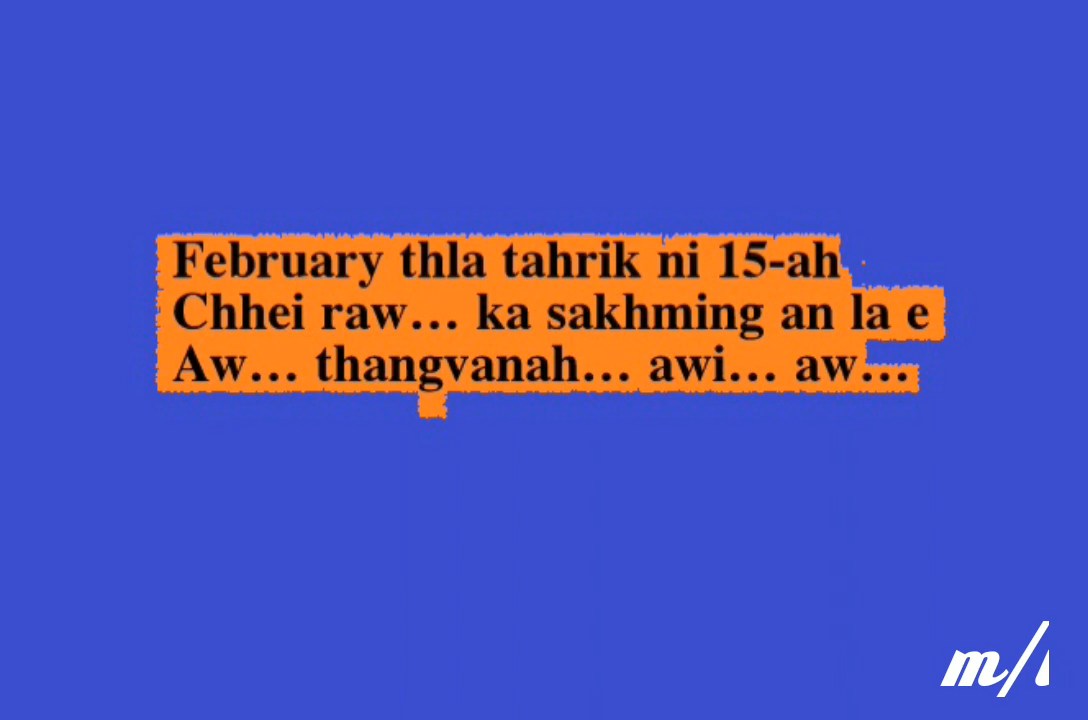 February thla tahrik ni 15-ah
Chhei raw… ka sakhming an la e
Aw… thangvanah… awi… aw…